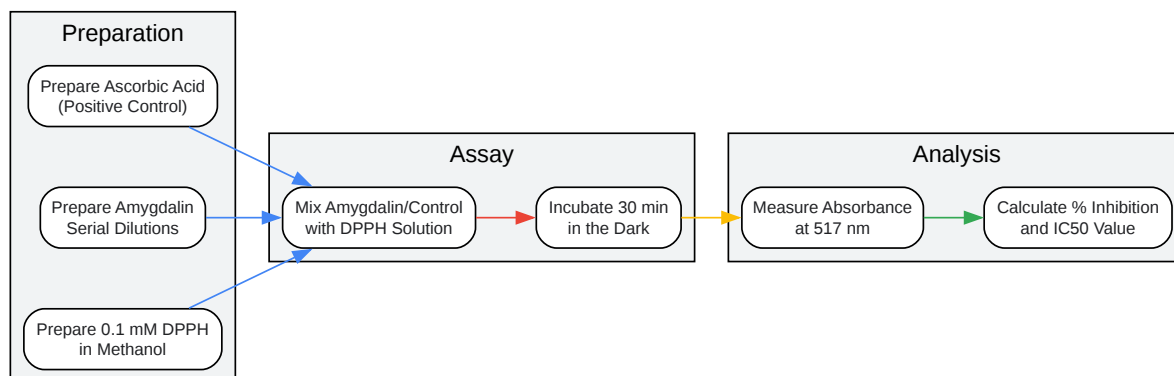 Preparation
Prepare Ascorbic Acid
(Positive Control)
Prepare Amygdalin
Serial Dilutions
Prepare 0.1 mM DPPH
in Methanol
Assay
Mix Amygdalin/Control
with DPPH Solution
Incubate 30 min
in the Dark
Analysis
Measure Absorbance
at 517 nm
Calculate % Inhibition
and IC50 Value